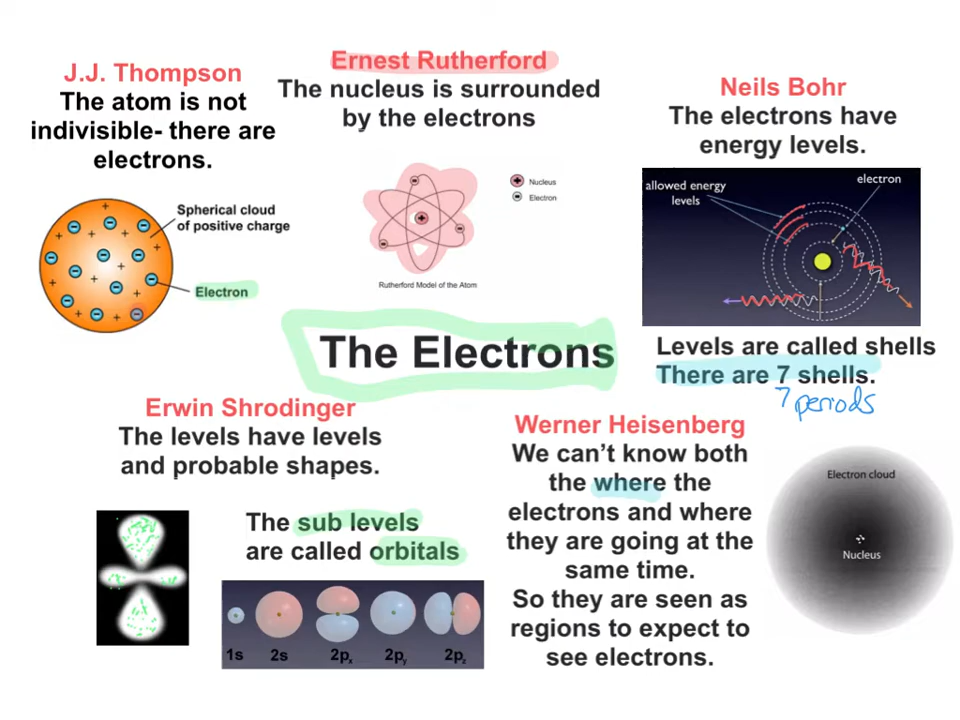 J.J. Thompson
The atom is not
indivisible- there are
electrons.
Spherical cloud
of positive charge
Electron
Ernest Rutherford
The nucleus is surrounded
by the electrons
Nucleus
Electron
Rutherford Model of the Atom
Neils Bohr
The electrons have
energy levels.
allowed energy
levels
electron
Levels are called shells
There are 7 shells.
7 periods
The Electrons
Erwin Shrodinger
The levels have levels
and probable shapes.
The sub levels
are called orbitals
1s 2s 2px 2py 2pz
Werner Heisenberg
We can't know both
the where the
electrons and where
they are going at the
same time.
So they are seen as
regions to expect to
see electrons.
Electron cloud
Nucleus